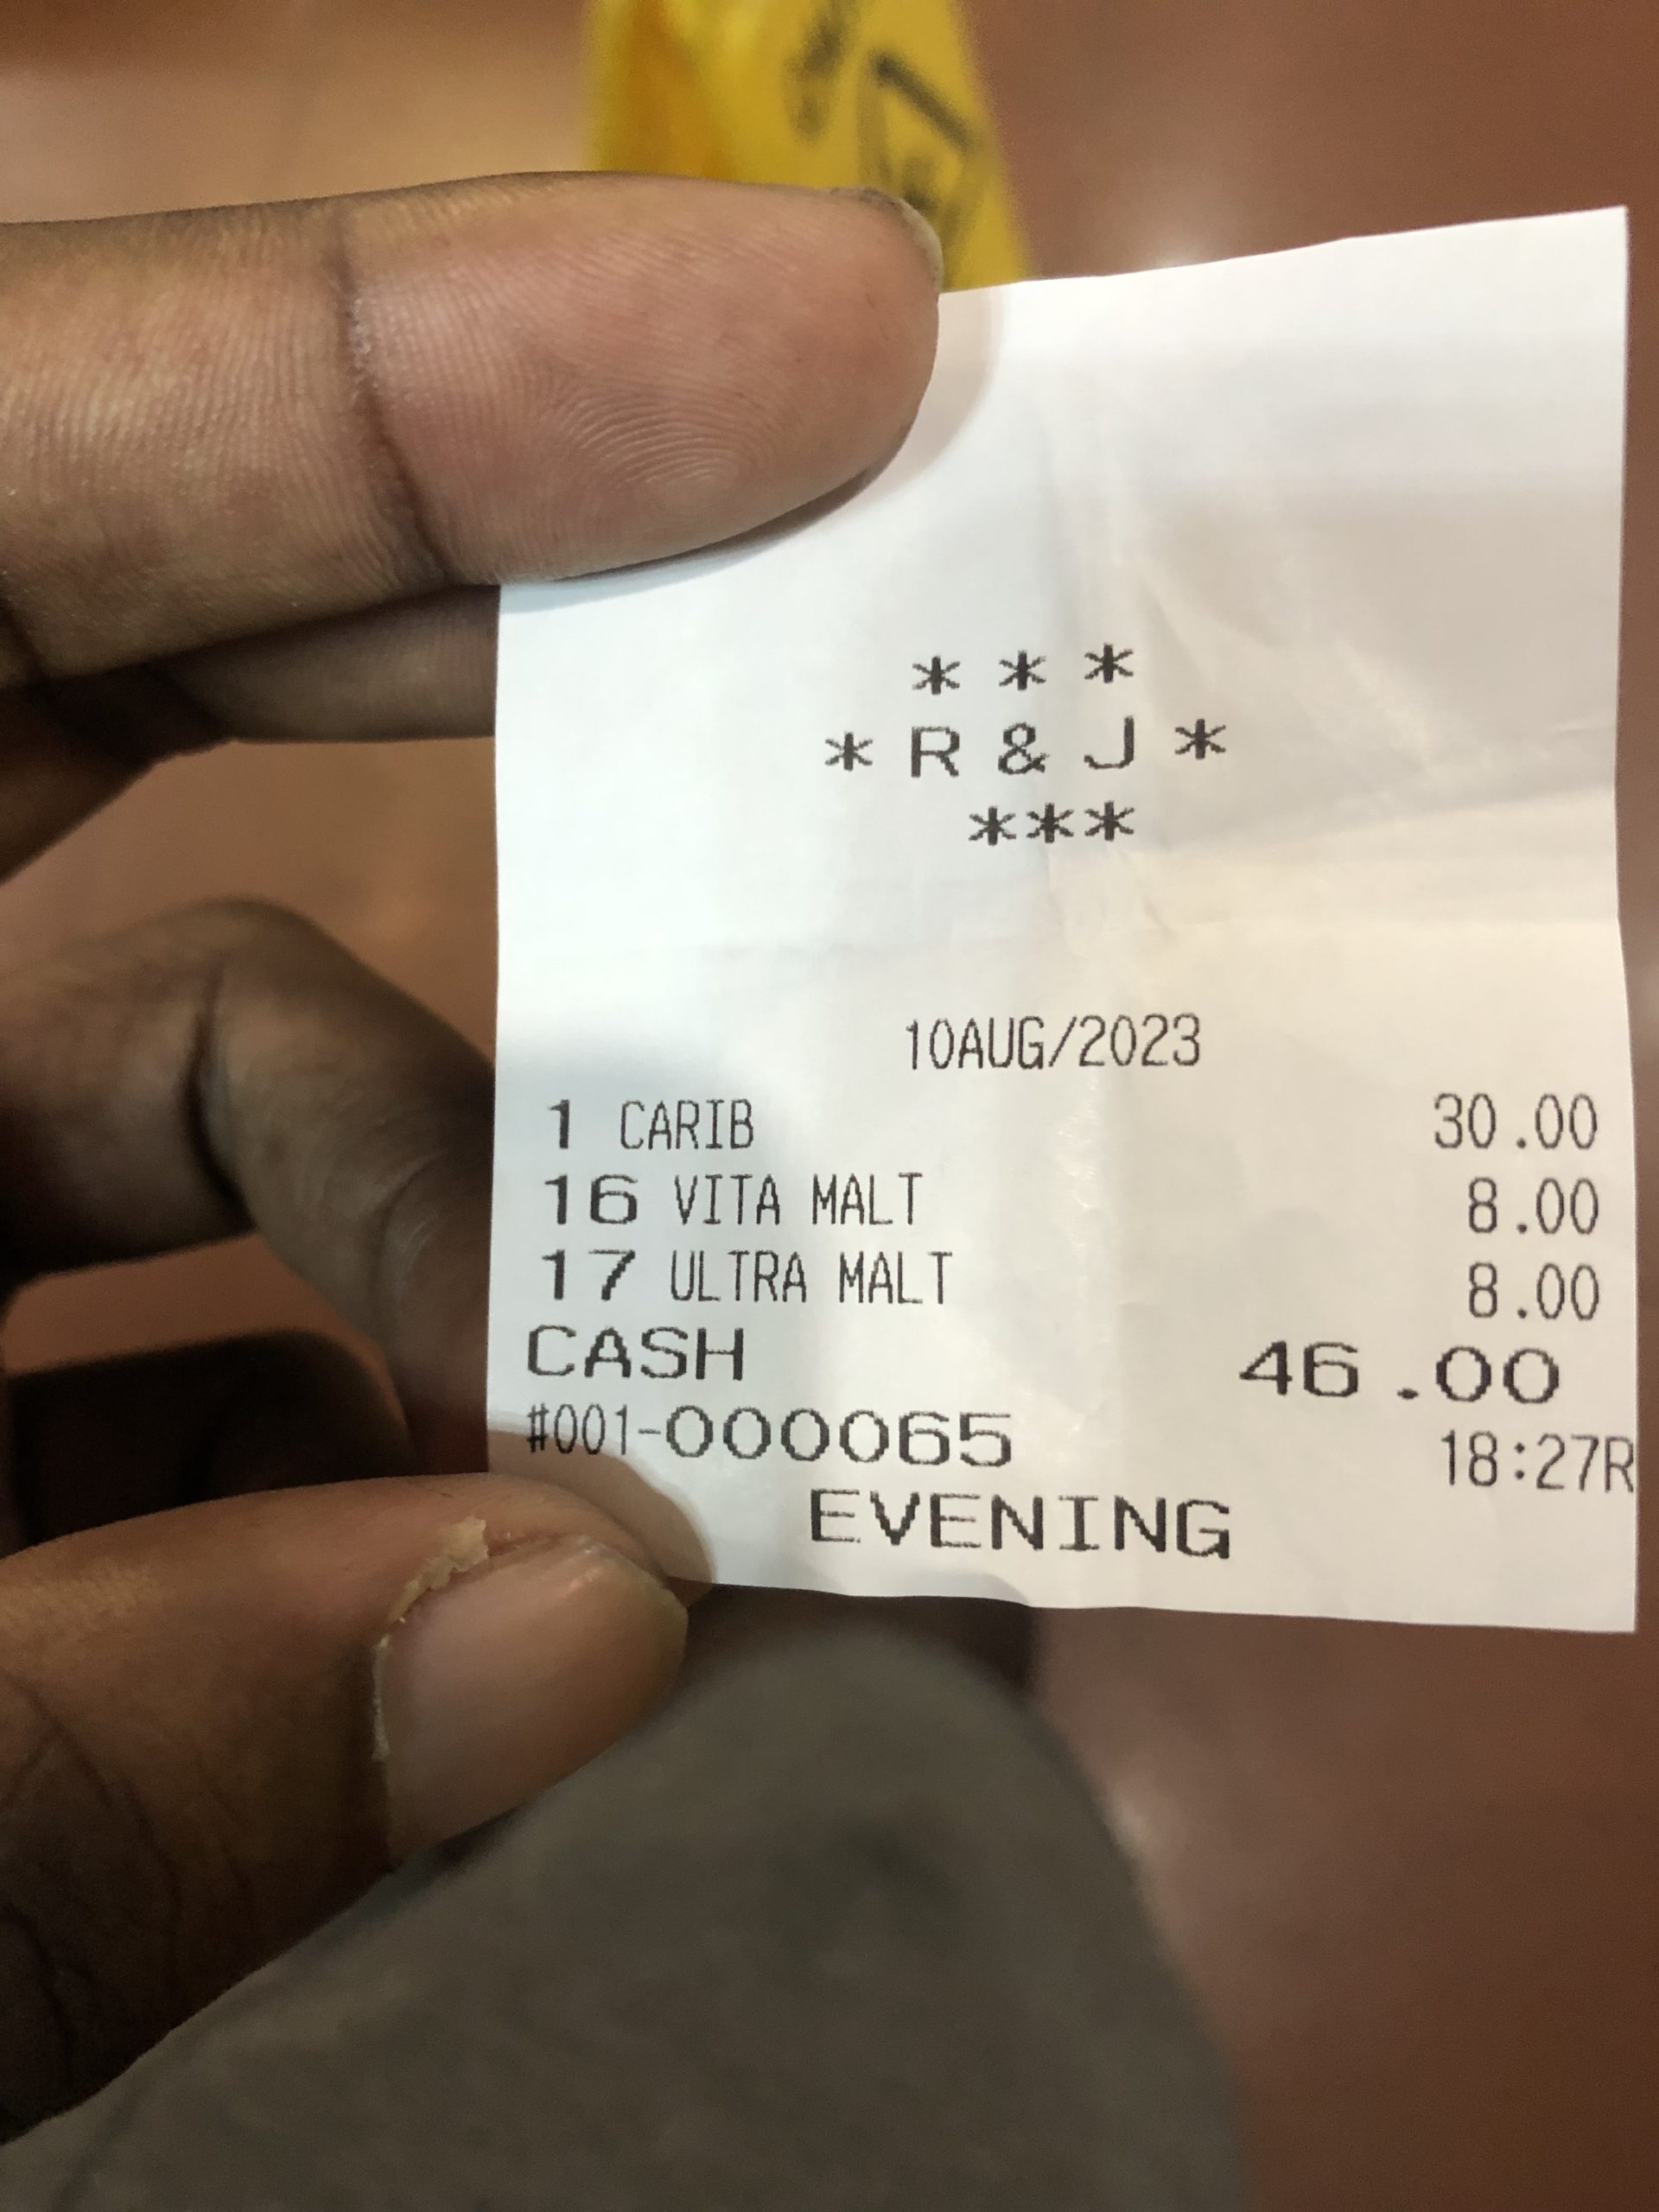 * * *
* R & J *
***
10AUG/2023
1 CARIB 30.00
16 VITA MALT 8.00
17 ULTRA MALT 8.00
CASH 46.00
#001-000065 18:27R
EVENING